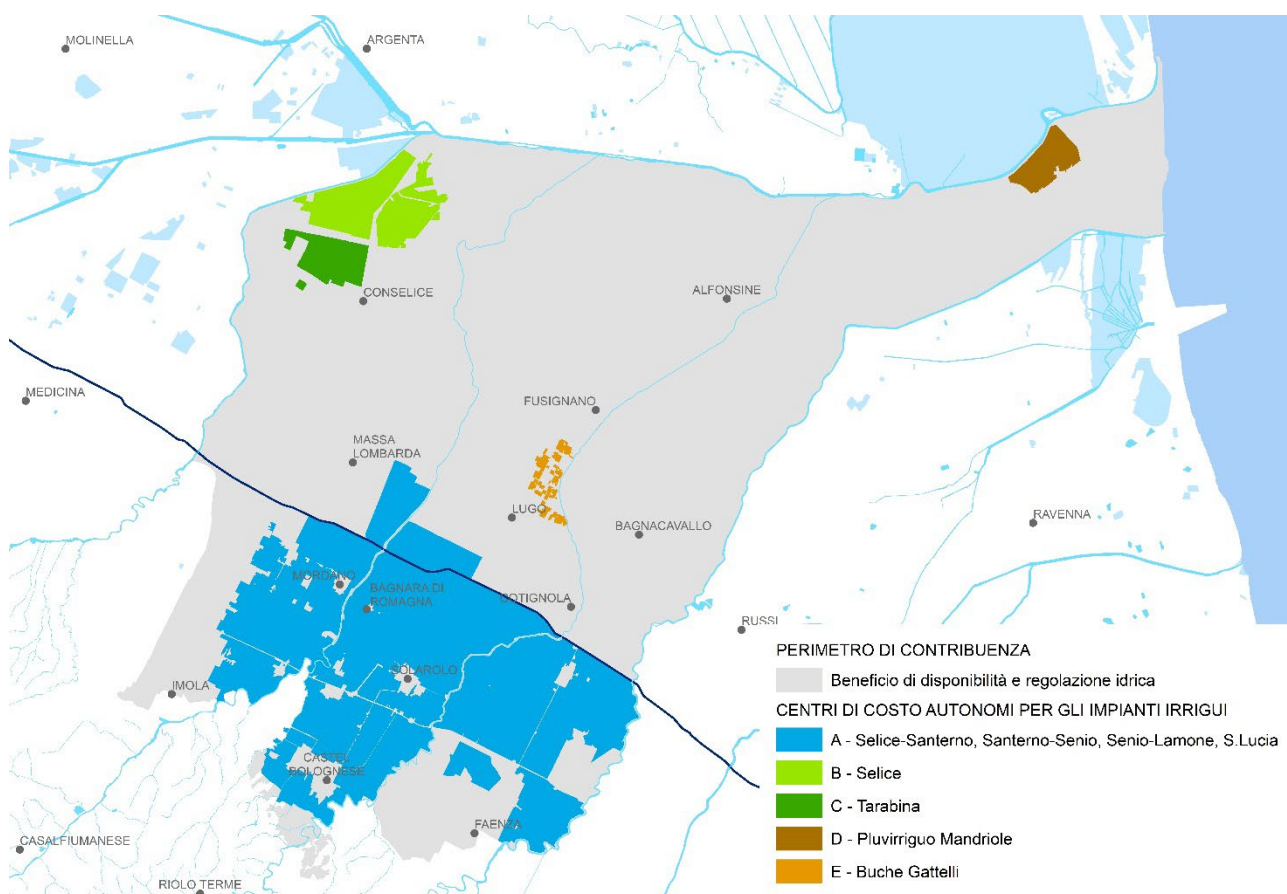 MOLINELLA
ARGENTA
CONSELICE
ALFONSINE
MEDICINA
FUSIGNANO
MASSA
LOMBARDA
LUGO
BAGNACAVALLO
RAVENNA
MORDANO
BAGNARA DI
ROMAGNA
COTIGNOLA
RUSSI
SOLAROLO
IMOLA
CASTEL
BOLOGNESE
FAENZA
CASALFIUMANESE
RIOLO TERME
PERIMETRO DI CONTRIBUENZA
Beneficio di disponibilità e regolazione idrica
CENTRI DI COSTO AUTONOMI PER GLI IMPIANTI IRRIGUI
A - Selice-Santerno, Santerno-Senio, Senio-Lamone, S.Lucia
B - Selice
C - Tarabina
D - Pluvirriguo Mandriole
E - Buche Gattelli